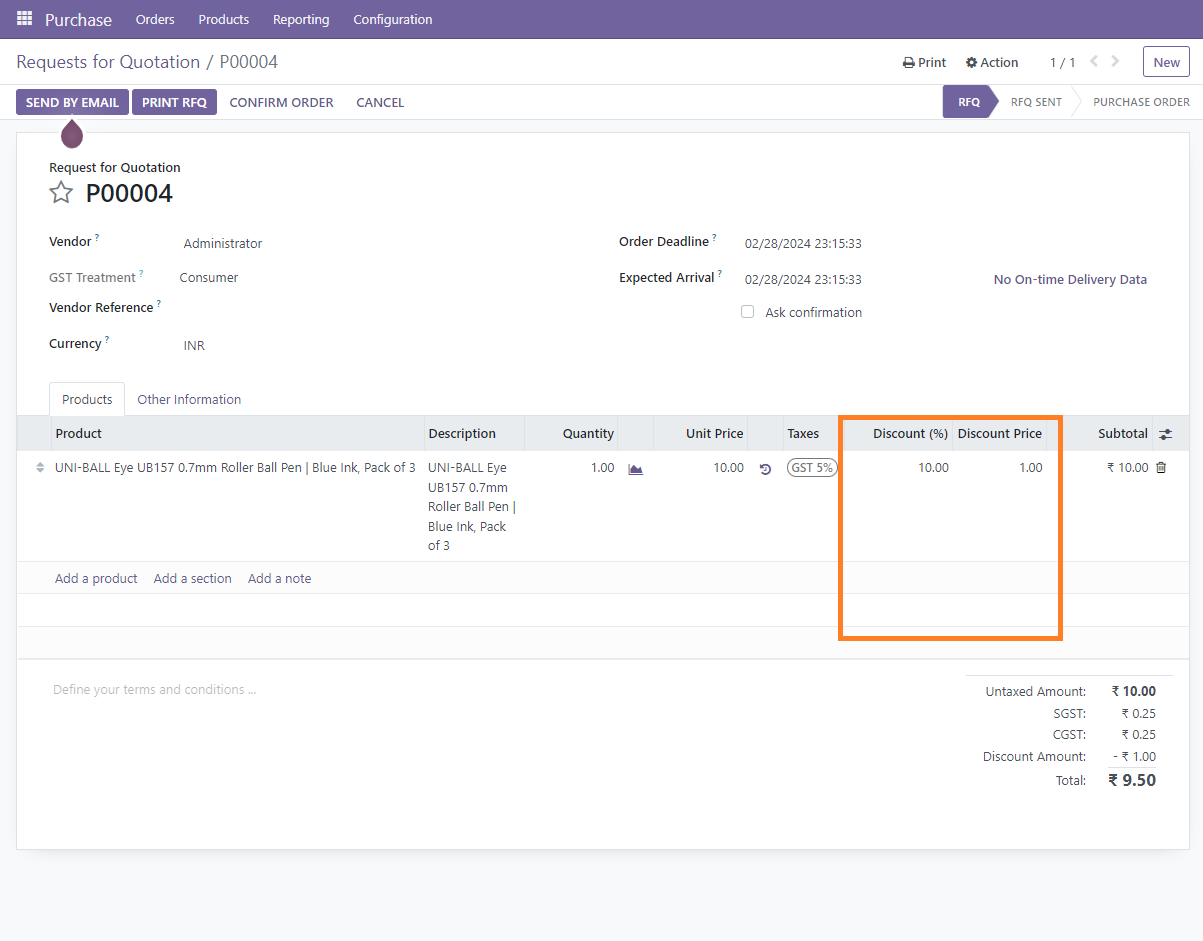 Purchase Orders Products Reporting Configuration
Requests for Quotation / P00004 Print Action 1 / 1 New
SEND BY EMAIL PRINT RFQ CONFIRM ORDER CANCEL RFQ RFQ SENT PURCHASE ORDER
Request for Quotation
P00004
Vendor ? Administrator Order Deadline ? 02/28/2024 23:15:33
GST Treatment ? Consumer Expected Arrival ? 02/28/2024 23:15:33 No On-time Delivery Data
Vendor Reference ? Ask confirmation
Currency ? INR
Products Other Information
Product Description Quantity Unit Price Taxes Discount (%) Discount Price Subtotal
UNI-BALL Eye UB157 0.7mm Roller Ball Pen | Blue Ink, Pack of 3 UNI-BALL Eye 1.00 10.00 GST 5% 10.00 1.00 ₹ 10.00
UB157 0.7mm
Roller Ball Pen |
Blue Ink, Pack
of 3
Add a product Add a section Add a note
Define your terms and conditions ... Untaxed Amount: ₹ 10.00
SGST: ₹ 0.25
CGST: ₹ 0.25
Discount Amount: - ₹ 1.00
Total: ₹ 9.50